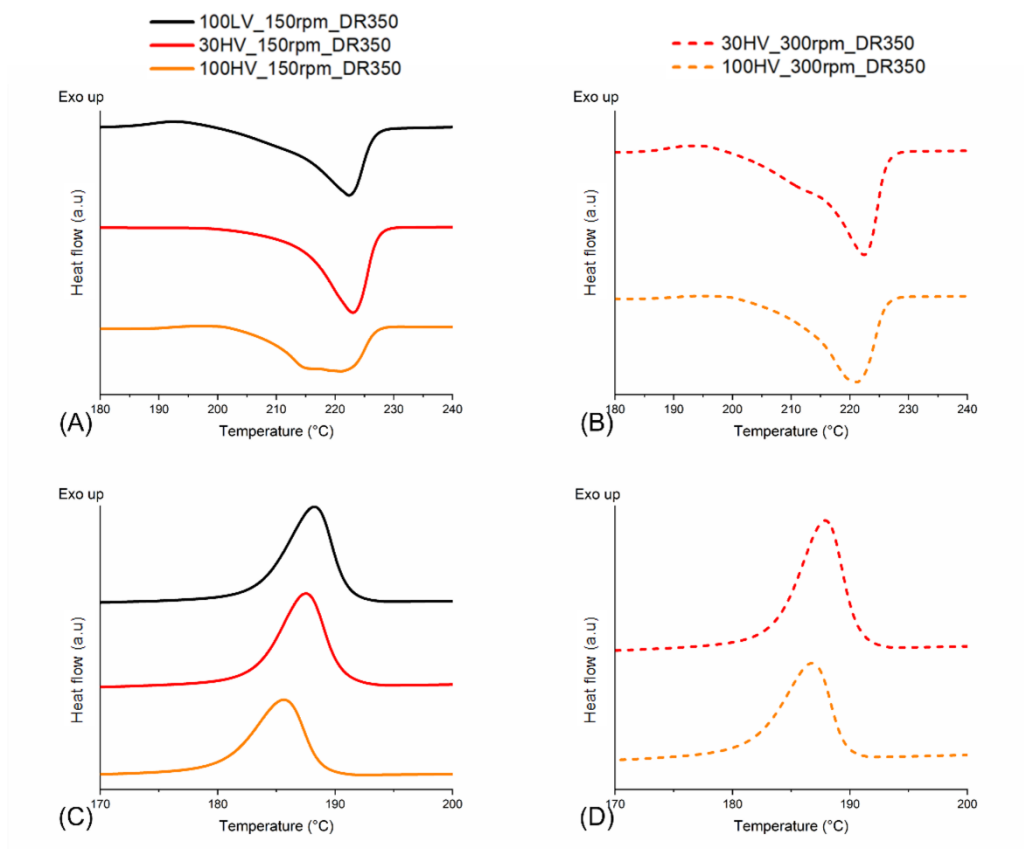 100LV_150rpm_DR350
30HV_150rpm_DR350
100HV_150rpm_DR350
30HV_300rpm_DR350
100HV_300rpm_DR350
Exo up
Heat flow (a.u)
180 190 200 210 220 230 240
Temperature (°C)
(A)
Exo up
Heat flow (a.u)
180 190 200 210 220 230 240
Temperature (°C)
(B)
Exo up
Heat flow (a.u)
170 180 190 200
Temperature (°C)
(C)
Exo up
Heat flow (a.u)
170 180 190 200
Temperature (°C)
(D)